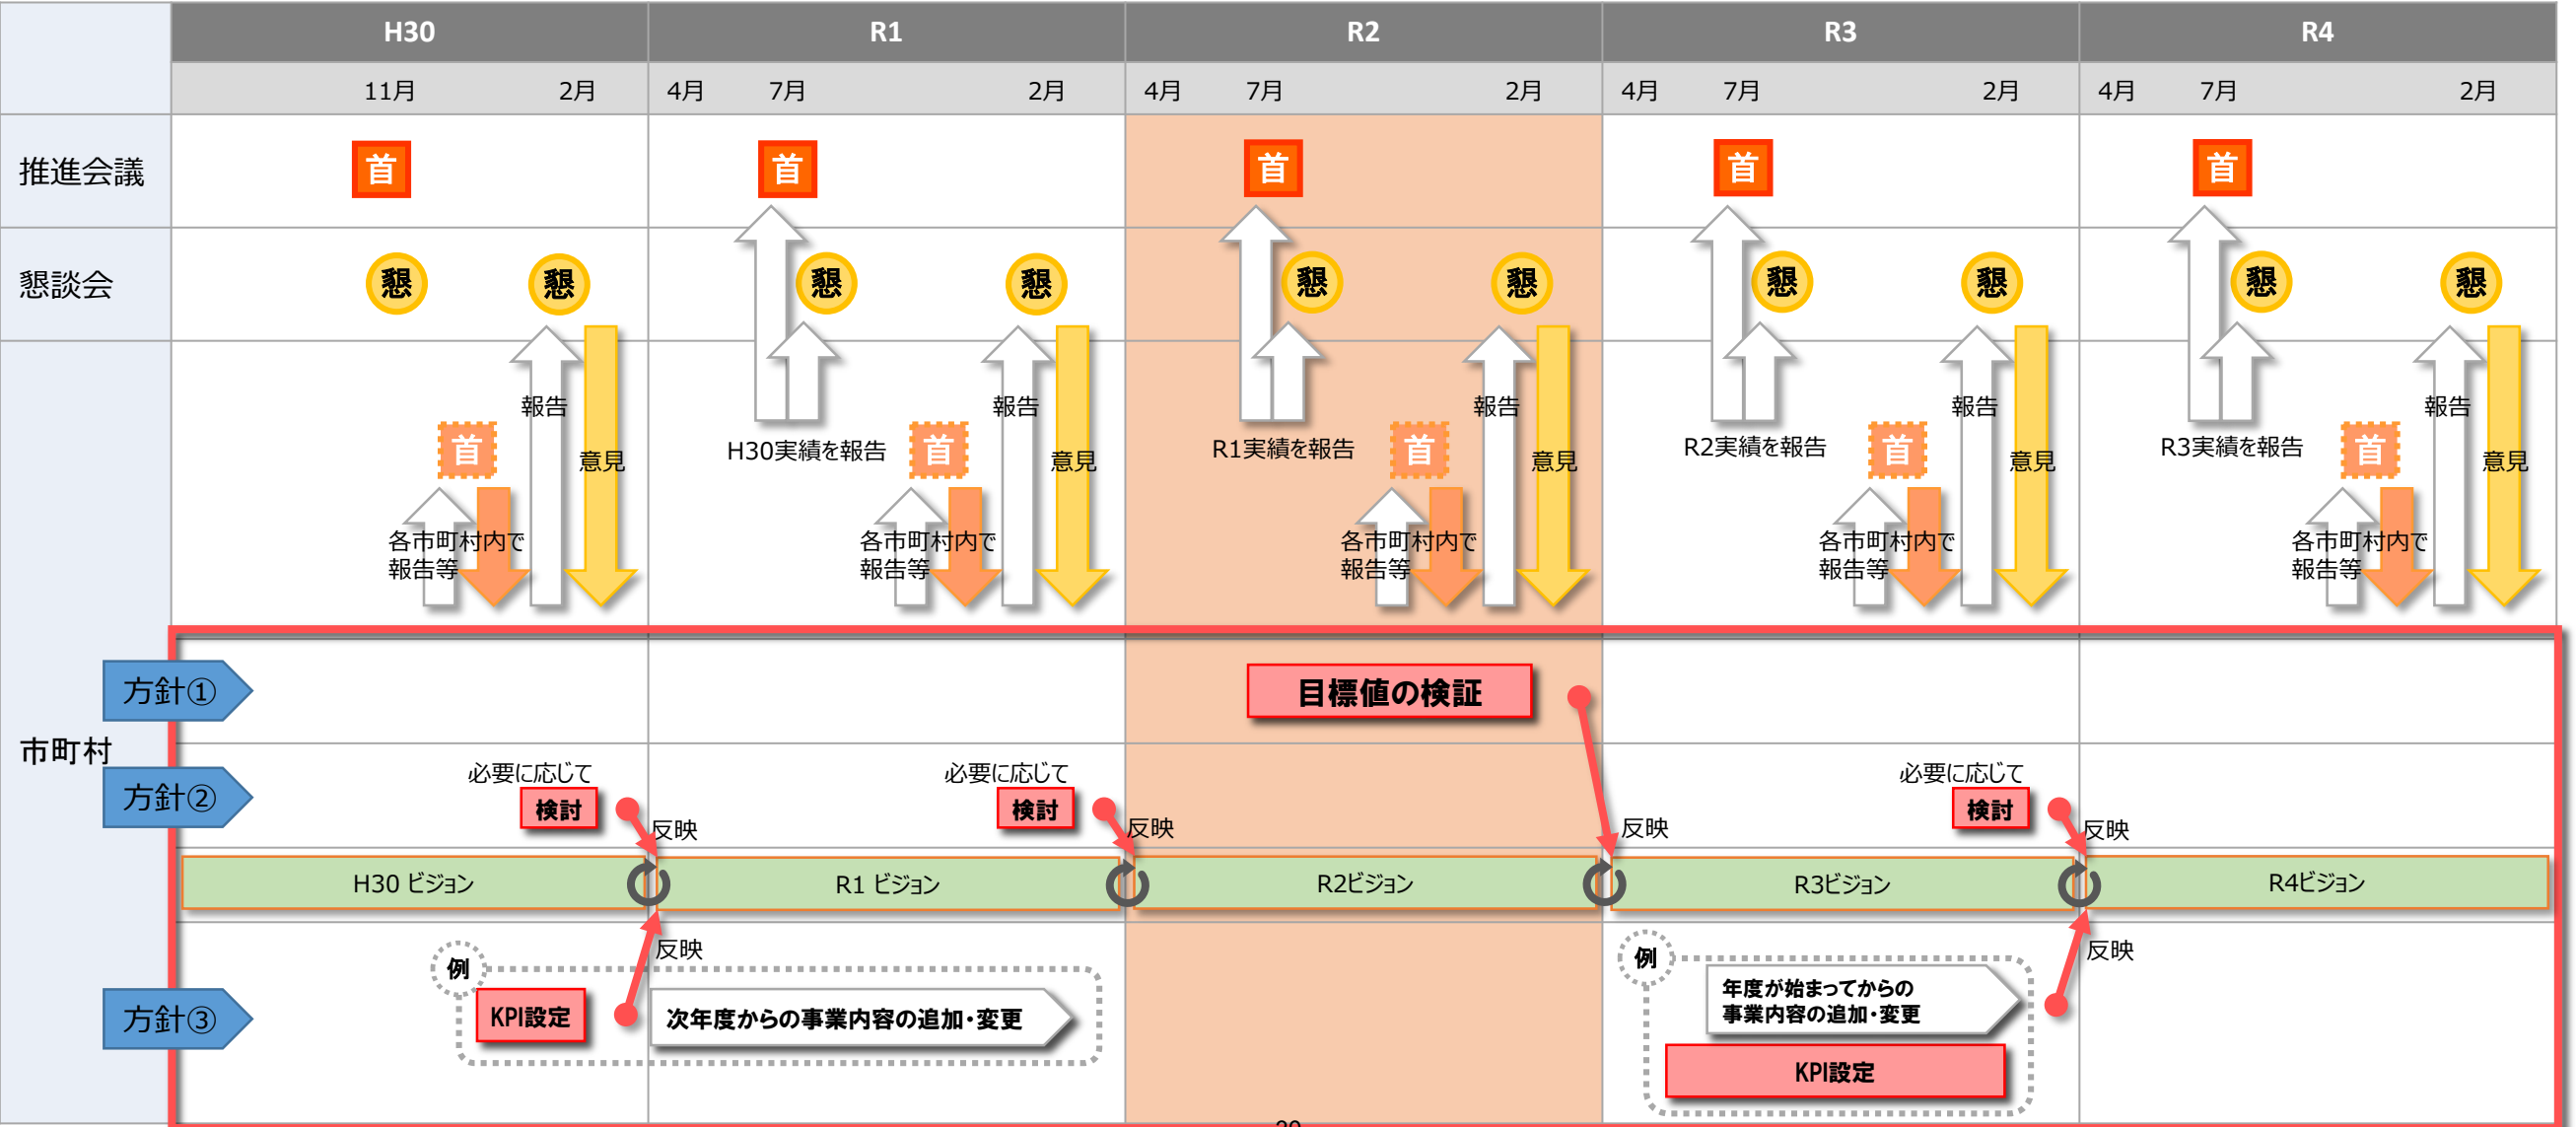 H30 R1 R2 R3 R4
11月 2月 4月 7月 2月 4月 7月 2月 4月 7月 2月 4月 7月 2月
推進会議
首 首 首 首 首
懇談会
懇 懇 懇 懇 懇 懇 懇 懇 懇 懇
報告 報告 報告 報告 報告
首 H30実績を報告 首 R1実績を報告 首 R2実績を報告 首 R3実績を報告 首
意見 意見 意見 意見 意見
各市町村内で 各市町村内で 各市町村内で 各市町村内で 各市町村内で
報告等 報告等 報告等 報告等 報告等
市町村
方針①
目標値の検証
方針②
必要に応じて 必要に応じて 必要に応じて
検討 検討 検討
反映 反映 反映 反映
H30 ビジョン R1 ビジョン R2ビジョン R3ビジョン R4ビジョン
反映 反映
方針③
例
KPI設定 次年度からの事業内容の追加・変更
例
年度が始まってからの
事業内容の追加・変更
KPI設定